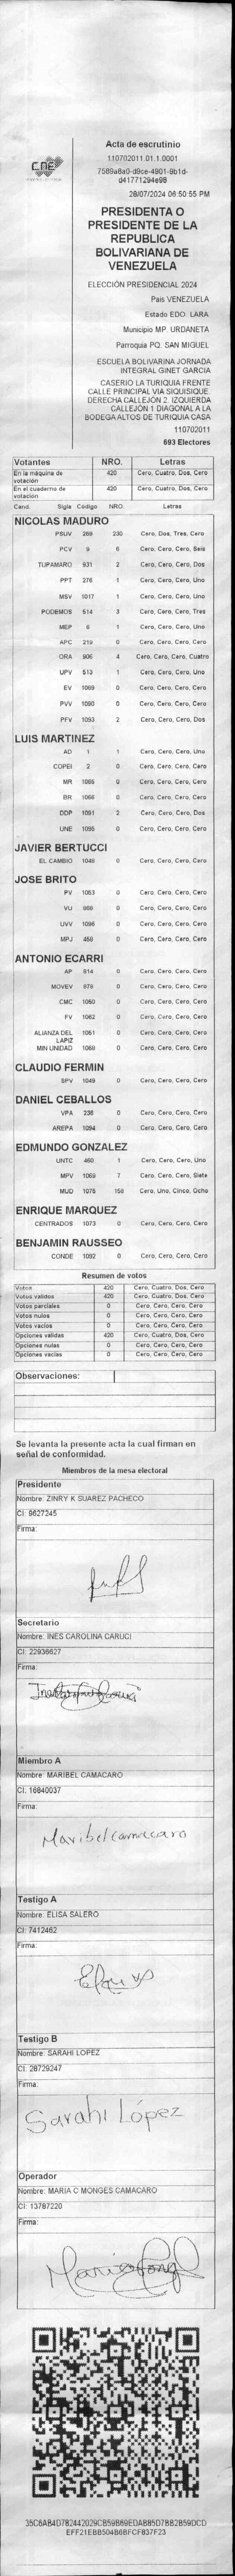 CNE
Acta de escrutinio
110702011.01.1.0001
7589a8a0-d9ce-4901-9b1d-
d41771294e98
28/07/2024 06:50:55 PM
PRESIDENTA O
PRESIDENTE DE LA
REPUBLICA
BOLIVARIANA DE
VENEZUELA
ELECCIÓN PRESIDENCIAL 2024
Pais VENEZUELA
Estado EDO. LARA
Municipio MP. URDANETA
Parroquia PQ. SAN MIGUEL
ESCUELA BOLIVARINA JORNADA
INTEGRAL GINET GARCIA
CASERIO LA TURIQUIA FRENTE
CALLE PRINCIPAL VIA SIQUISIQUE.
DERECHA CALLEJÓN 2. IZQUIERDA
CALLEJÓN 1 DIAGONAL A LA
BODEGA ALTOS DE TURIQUIA CASA
110702011
693 Electores
Votantes NRO. Letras
En la máquina de votación 420 Cero, Cuatro, Dos, Cero
En el cuaderno de votación 420 Cero, Cuatro, Dos, Cero
Cand. Sigla Código NRO. Letras
NICOLAS MADURO
PSUV 269 230 Cero, Dos, Tres, Cero
PCV 9 6 Cero, Cero, Cero, Seis
TUPAMARO 931 2 Cero, Cero, Cero, Dos
PPT 276 1 Cero, Cero, Cero, Uno
MSV 1017 1 Cero, Cero, Cero, Uno
PODEMOS 514 3 Cero, Cero, Cero, Tres
MEP 6 1 Cero, Cero, Cero, Uno
APC 219 0 Cero, Cero, Cero, Cero
ORA 906 4 Cero, Cero, Cero, Cuatro
UPV 513 1 Cero, Cero, Cero, Uno
EV 1099 0 Cero, Cero, Cero, Cero
PVV 1090 0 Cero, Cero, Cero, Cero
PFV 1093 2 Cero, Cero, Cero, Dos
LUIS MARTINEZ
AD 1 1 Cero, Cero, Cero, Uno
COPEI 2 0 Cero, Cero, Cero, Cero
MR 1065 0 Cero, Cero, Cero, Cero
BR 1066 0 Cero, Cero, Cero, Cero
DDP 1091 2 Cero, Cero, Cero, Dos
UNE 1095 0 Cero, Cero, Cero, Cero
JAVIER BERTUCCI
EL CAMBIO 1048 0 Cero, Cero, Cero, Cero
JOSE BRITO
PV 1053 0 Cero, Cero, Cero, Cero
VU 968 0 Cero, Cero, Cero, Cero
UVV 1096 0 Cero, Cero, Cero, Cero
MPJ 459 0 Cero, Cero, Cero, Cero
ANTONIO ECARRI
AP 814 0 Cero, Cero, Cero, Cero
MOVEV 979 0 Cero, Cero, Cero, Cero
CMC 1050 0 Cero, Cero, Cero, Cero
FV 1062 0 Cero, Cero, Cero, Cero
ALIANZA DEL LAPIZ 1051 0 Cero, Cero, Cero, Cero
MIN UNIDAD 1060 0 Cero, Cero, Cero, Cero
CLAUDIO FERMIN
SPV 1049 0 Cero, Cero, Cero, Cero
DANIEL CEBALLOS
VPA 236 0 Cero, Cero, Cero, Cero
AREPA 1094 0 Cero, Cero, Cero, Cero
EDMUNDO GONZALEZ
UNTC 460 1 Cero, Cero, Cero, Uno
MPV 1069 7 Cero, Cero, Cero, Siete
MUD 1075 158 Cero, Uno, Cinco, Ocho
ENRIQUE MARQUEZ
CENTRADOS 1073 0 Cero, Cero, Cero, Cero
BENJAMIN RAUSSEO
CONDE 1092 0 Cero, Cero, Cero, Cero
Resumen de votos
Votos 420 Cero, Cuatro, Dos, Cero
Votos validos 420 Cero, Cuatro, Dos, Cero
Votos parciales 0 Cero, Cero, Cero, Cero
Votos nulos 0 Cero, Cero, Cero, Cero
Votos vacíos 0 Cero, Cero, Cero, Cero
Opciones validas 420 Cero, Cuatro, Dos, Cero
Opciones nulas 0 Cero, Cero, Cero, Cero
Opciones vacías 0 Cero, Cero, Cero, Cero
Observaciones:
Se levanta la presente acta la cual firman en
señal de conformidad.
Miembros de la mesa electoral
Presidente
Nombre: ZINRY K SUAREZ PACHECO
CI: 9627245
Firma:
Secretario
Nombre: INES CAROLINA CARUCI
CI: 22936627
Firma:
Miembro A
Nombre: MARIBEL CAMACARO
CI: 16840037
Firma:
Maribel Camacaro
Testigo A
Nombre: ELISA SALERO
CI: 7412462
Firma:
Testigo B
Nombre: SARAHI LOPEZ
CI: 28729247
Firma:
Sarahi López
Operador
Nombre: MARIA C MONGES CAMACARO
CI: 13787220
Firma:
35C6AB4D782442029CB59B69EDAB85D7BB2B59DCD
EFF21EBB504B6BFCF837F23